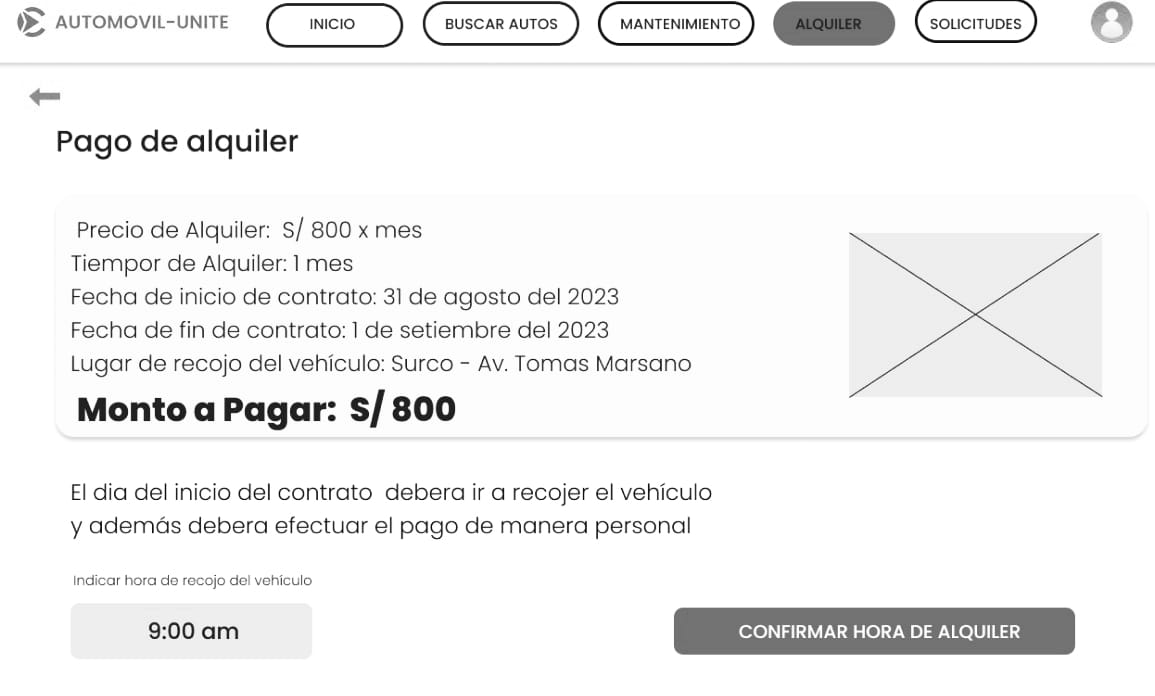 AUTOMOVIL-UNITE
INICIO
BUSCAR AUTOS
MANTENIMIENTO
ALQUILER
SOLICITUDES
Pago de alquiler
Precio de Alquiler: S/ 800 x mes
Tiempor de Alquiler: 1 mes
Fecha de inicio de contrato: 31 de agosto del 2023
Fecha de fin de contrato: 1 de setiembre del 2023
Lugar de recojo del vehículo: Surco - Av. Tomas Marsano
Monto a Pagar: S/ 800
El dia del inicio del contrato debera ir a recojer el vehículo
y además debera efectuar el pago de manera personal
Indicar hora de recojo del vehículo
9:00 am
CONFIRMAR HORA DE ALQUILER